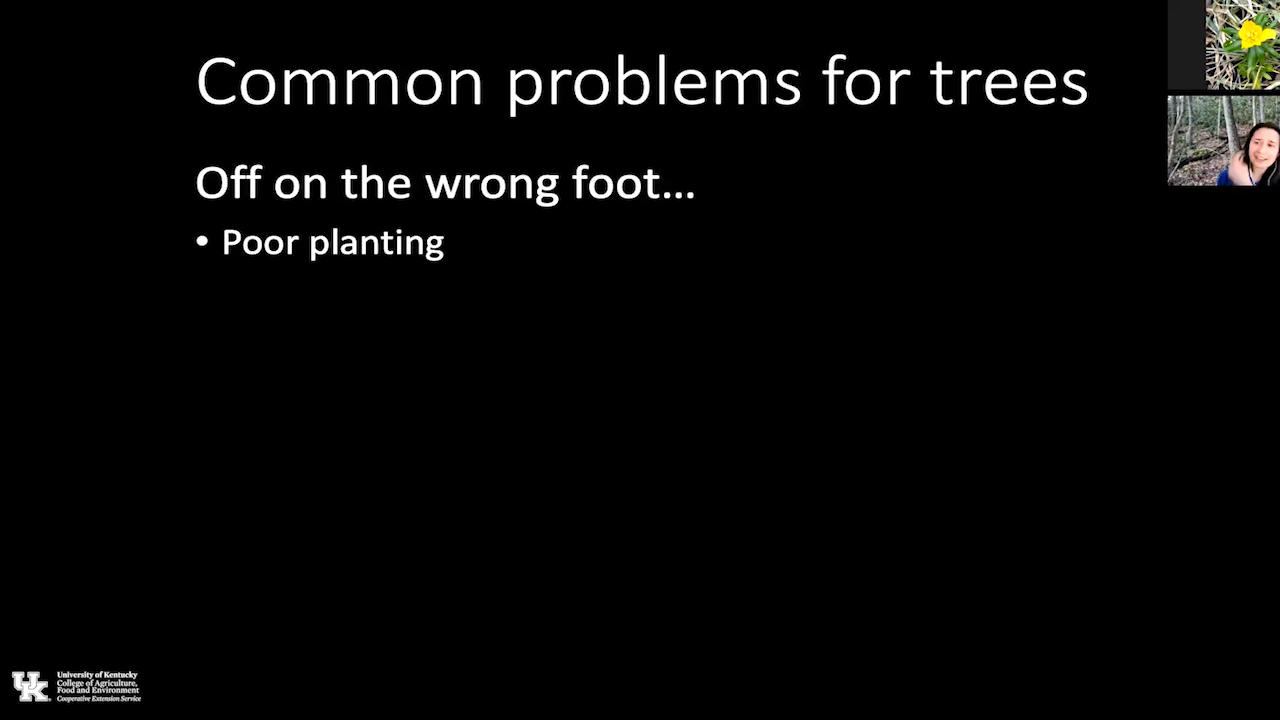 Common problems for trees
Off on the wrong foot...
• Poor planting
UK
University of Kentucky
College of Agriculture,
Food and Environment
Cooperative Extension Service